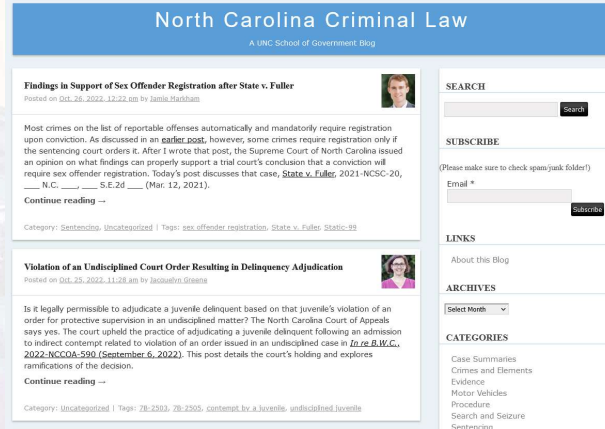 North Carolina Criminal Law
A UNC School of Government Blog
Findings in Support of Sex Offender Registration after State v. Fuller
Posted on Oct. 26, 2022, 12:22 pm by Jamie Markham
Most crimes on the list of reportable offenses automatically and mandatorily require registration
upon conviction. As discussed in an earlier post, however, some crimes require registration only if
the sentencing court orders it. After I wrote that post, the Supreme Court of North Carolina issued
an opinion on what findings can properly support a trial court's conclusion that a conviction will
require sex offender registration. Today's post discusses that case, State v. Fuller, 2021-NCSC-20,
___ N.C. ___, ___ S.E.2d ___ (Mar. 12, 2021).
Continue reading →
Category: Sentencing, Uncategorized | Tags: sex offender registration, State v. Fuller, Static-99
Violation of an Undisciplined Court Order Resulting in Delinquency Adjudication
Posted on Oct. 25, 2022, 11:28 am by Jacquelyn Greene
Is it legally permissible to adjudicate a juvenile delinquent based on that juvenile's violation of an
order for protective supervision in an undisciplined matter? The North Carolina Court of Appeals
says yes. The court upheld the practice of adjudicating a juvenile delinquent following an admission
to indirect contempt related to violation of an order issued in an undisciplined case in In re B.W.C.,
2022-NCCOA-590 (September 6, 2022). This post details the court's holding and explores
ramifications of the decision.
Continue reading →
Category: Uncategorized | Tags: 7B-2503, 7B-2505, contempt by a juvenile, undisciplined juvenile
SEARCH
Search
SUBSCRIBE
(Please make sure to check spam/junk folder!)
Email *
Subscribe
LINKS
About this Blog
ARCHIVES
Select Month
CATEGORIES
Case Summaries
Crimes and Elements
Evidence
Motor Vehicles
Procedure
Search and Seizure
Sentencing